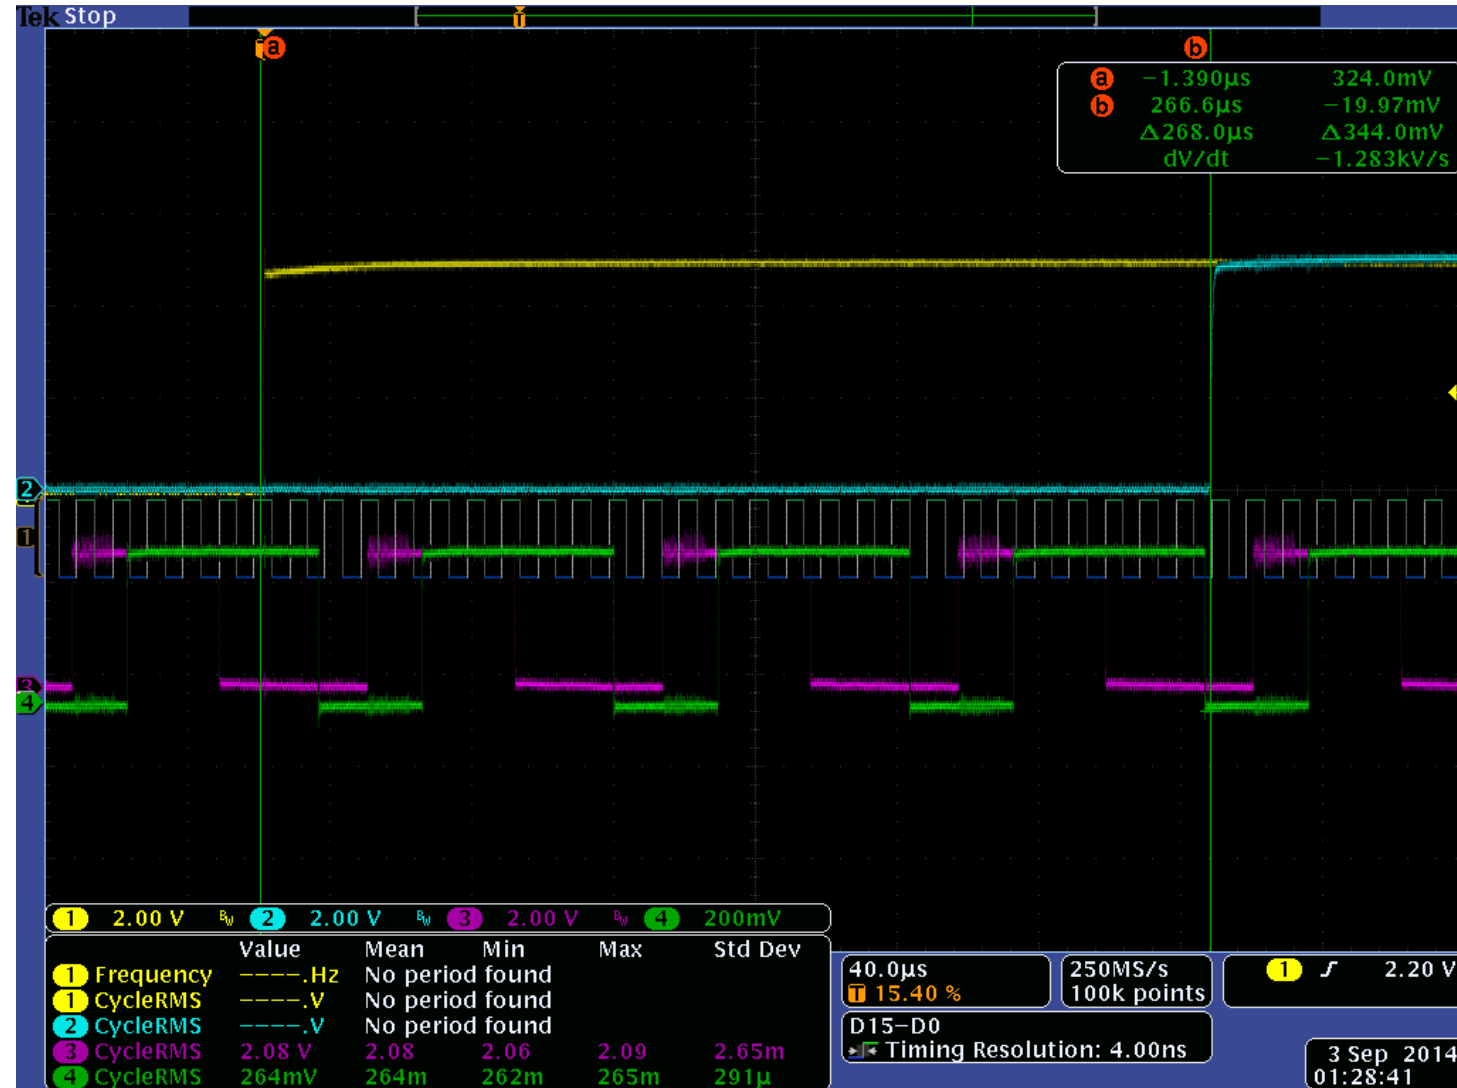 Tek Stop
T
T a b
a −1.390µs 324.0mV
b 266.6µs −19.97mV
Δ268.0µs Δ344.0mV
dV/dt −1.283kV/s
2
1
3
4
1 2.00 V BW 2 2.00 V BW 3 2.00 V BW 4 200mV
Value Mean Min Max Std Dev
1 Frequency ----.Hz No period found
1 CycleRMS ----.V No period found
2 CycleRMS ----.V No period found
3 CycleRMS 2.08 V 2.08 2.06 2.09 2.65m
4 CycleRMS 264mV 264m 262m 265m 291µ
40.0µs
T 15.40 %
250MS/s
100k points
1 2.20 V
D15-D0
Timing Resolution: 4.00ns
3 Sep 2014
01:28:41